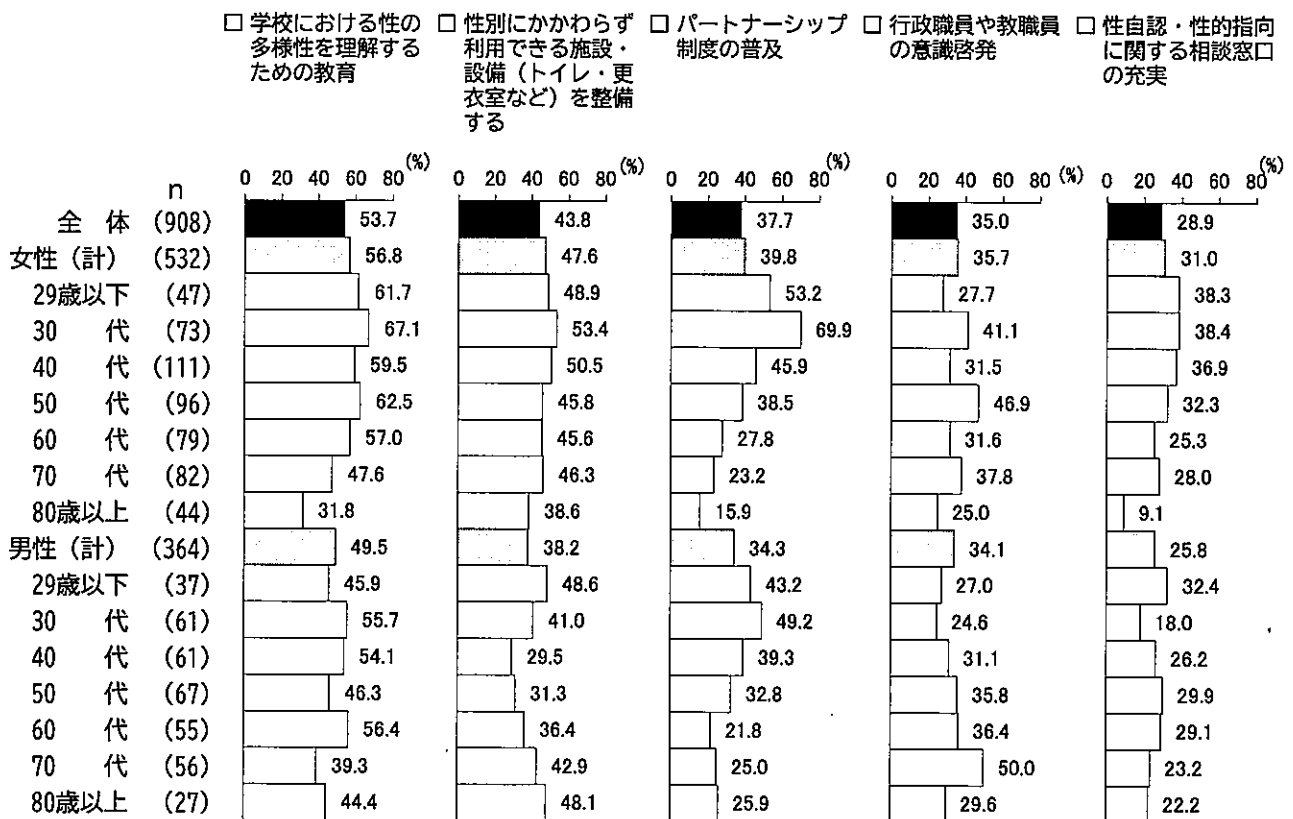 □ 学校における性の多様性を理解するための教育
□ 性別にかかわらず利用できる施設・設備（トイレ・更衣室など）を整備する
□ パートナーシップ制度の普及
□ 行政職員や教職員の意識啓発
□ 性自認・性的指向に関する相談窓口の充実
n 0 20 40 60 80 (%) 0 20 40 60 80 (%) 0 20 40 60 80 (%) 0 20 40 60 80 (%) 0 20 40 60 80 (%)
全 体 (908) 53.7 43.8 37.7 35.0 28.9
女性（計） (532) 56.8 47.6 39.8 35.7 31.0
29歳以下 (47) 61.7 48.9 53.2 27.7 38.3
30 代 (73) 67.1 53.4 69.9 41.1 38.4
40 代 (111) 59.5 50.5 45.9 31.5 36.9
50 代 (96) 62.5 45.8 38.5 46.9 32.3
60 代 (79) 57.0 45.6 27.8 31.6 25.3
70 代 (82) 47.6 46.3 23.2 37.8 28.0
80歳以上 (44) 31.8 38.6 15.9 25.0 9.1
男性（計） (364) 49.5 38.2 34.3 34.1 25.8
29歳以下 (37) 45.9 48.6 43.2 27.0 32.4
30 代 (61) 55.7 41.0 49.2 24.6 18.0
40 代 (61) 54.1 29.5 39.3 31.1 26.2
50 代 (67) 46.3 31.3 32.8 35.8 29.9
60 代 (55) 56.4 36.4 21.8 36.4 29.1
70 代 (56) 39.3 42.9 25.0 50.0 23.2
80歳以上 (27) 44.4 48.1 25.9 29.6 22.2